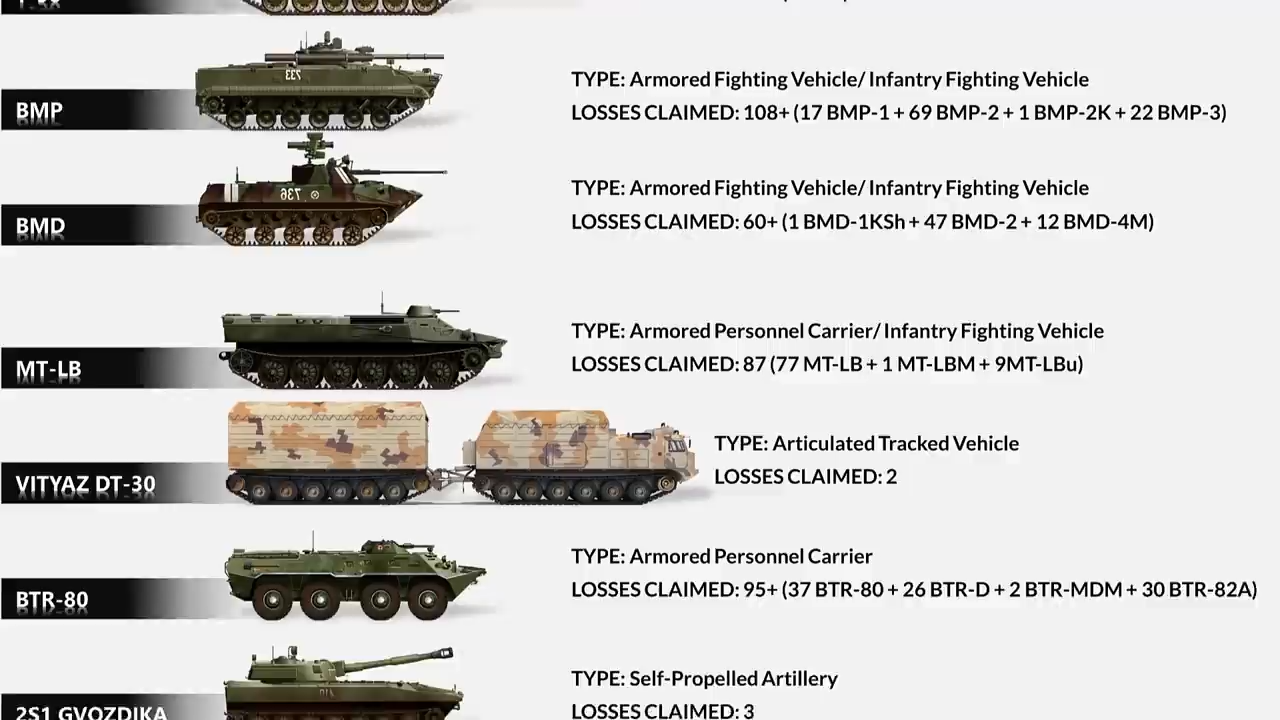 BMP
TYPE: Armored Fighting Vehicle/ Infantry Fighting Vehicle
LOSSES CLAIMED: 108+ (17 BMP-1 + 69 BMP-2 + 1 BMP-2K + 22 BMP-3)
BMD
TYPE: Armored Fighting Vehicle/ Infantry Fighting Vehicle
LOSSES CLAIMED: 60+ (1 BMD-1KSh + 47 BMD-2 + 12 BMD-4M)
MT-LB
TYPE: Armored Personnel Carrier/ Infantry Fighting Vehicle
LOSSES CLAIMED: 87 (77 MT-LB + 1 MT-LBM + 9MT-LBu)
VITYAZ DT-30
TYPE: Articulated Tracked Vehicle
LOSSES CLAIMED: 2
BTR-80
TYPE: Armored Personnel Carrier
LOSSES CLAIMED: 95+ (37 BTR-80 + 26 BTR-D + 2 BTR-MDM + 30 BTR-82A)
2S1 GVOZDIKA
TYPE: Self-Propelled Artillery
LOSSES CLAIMED: 3
733
736